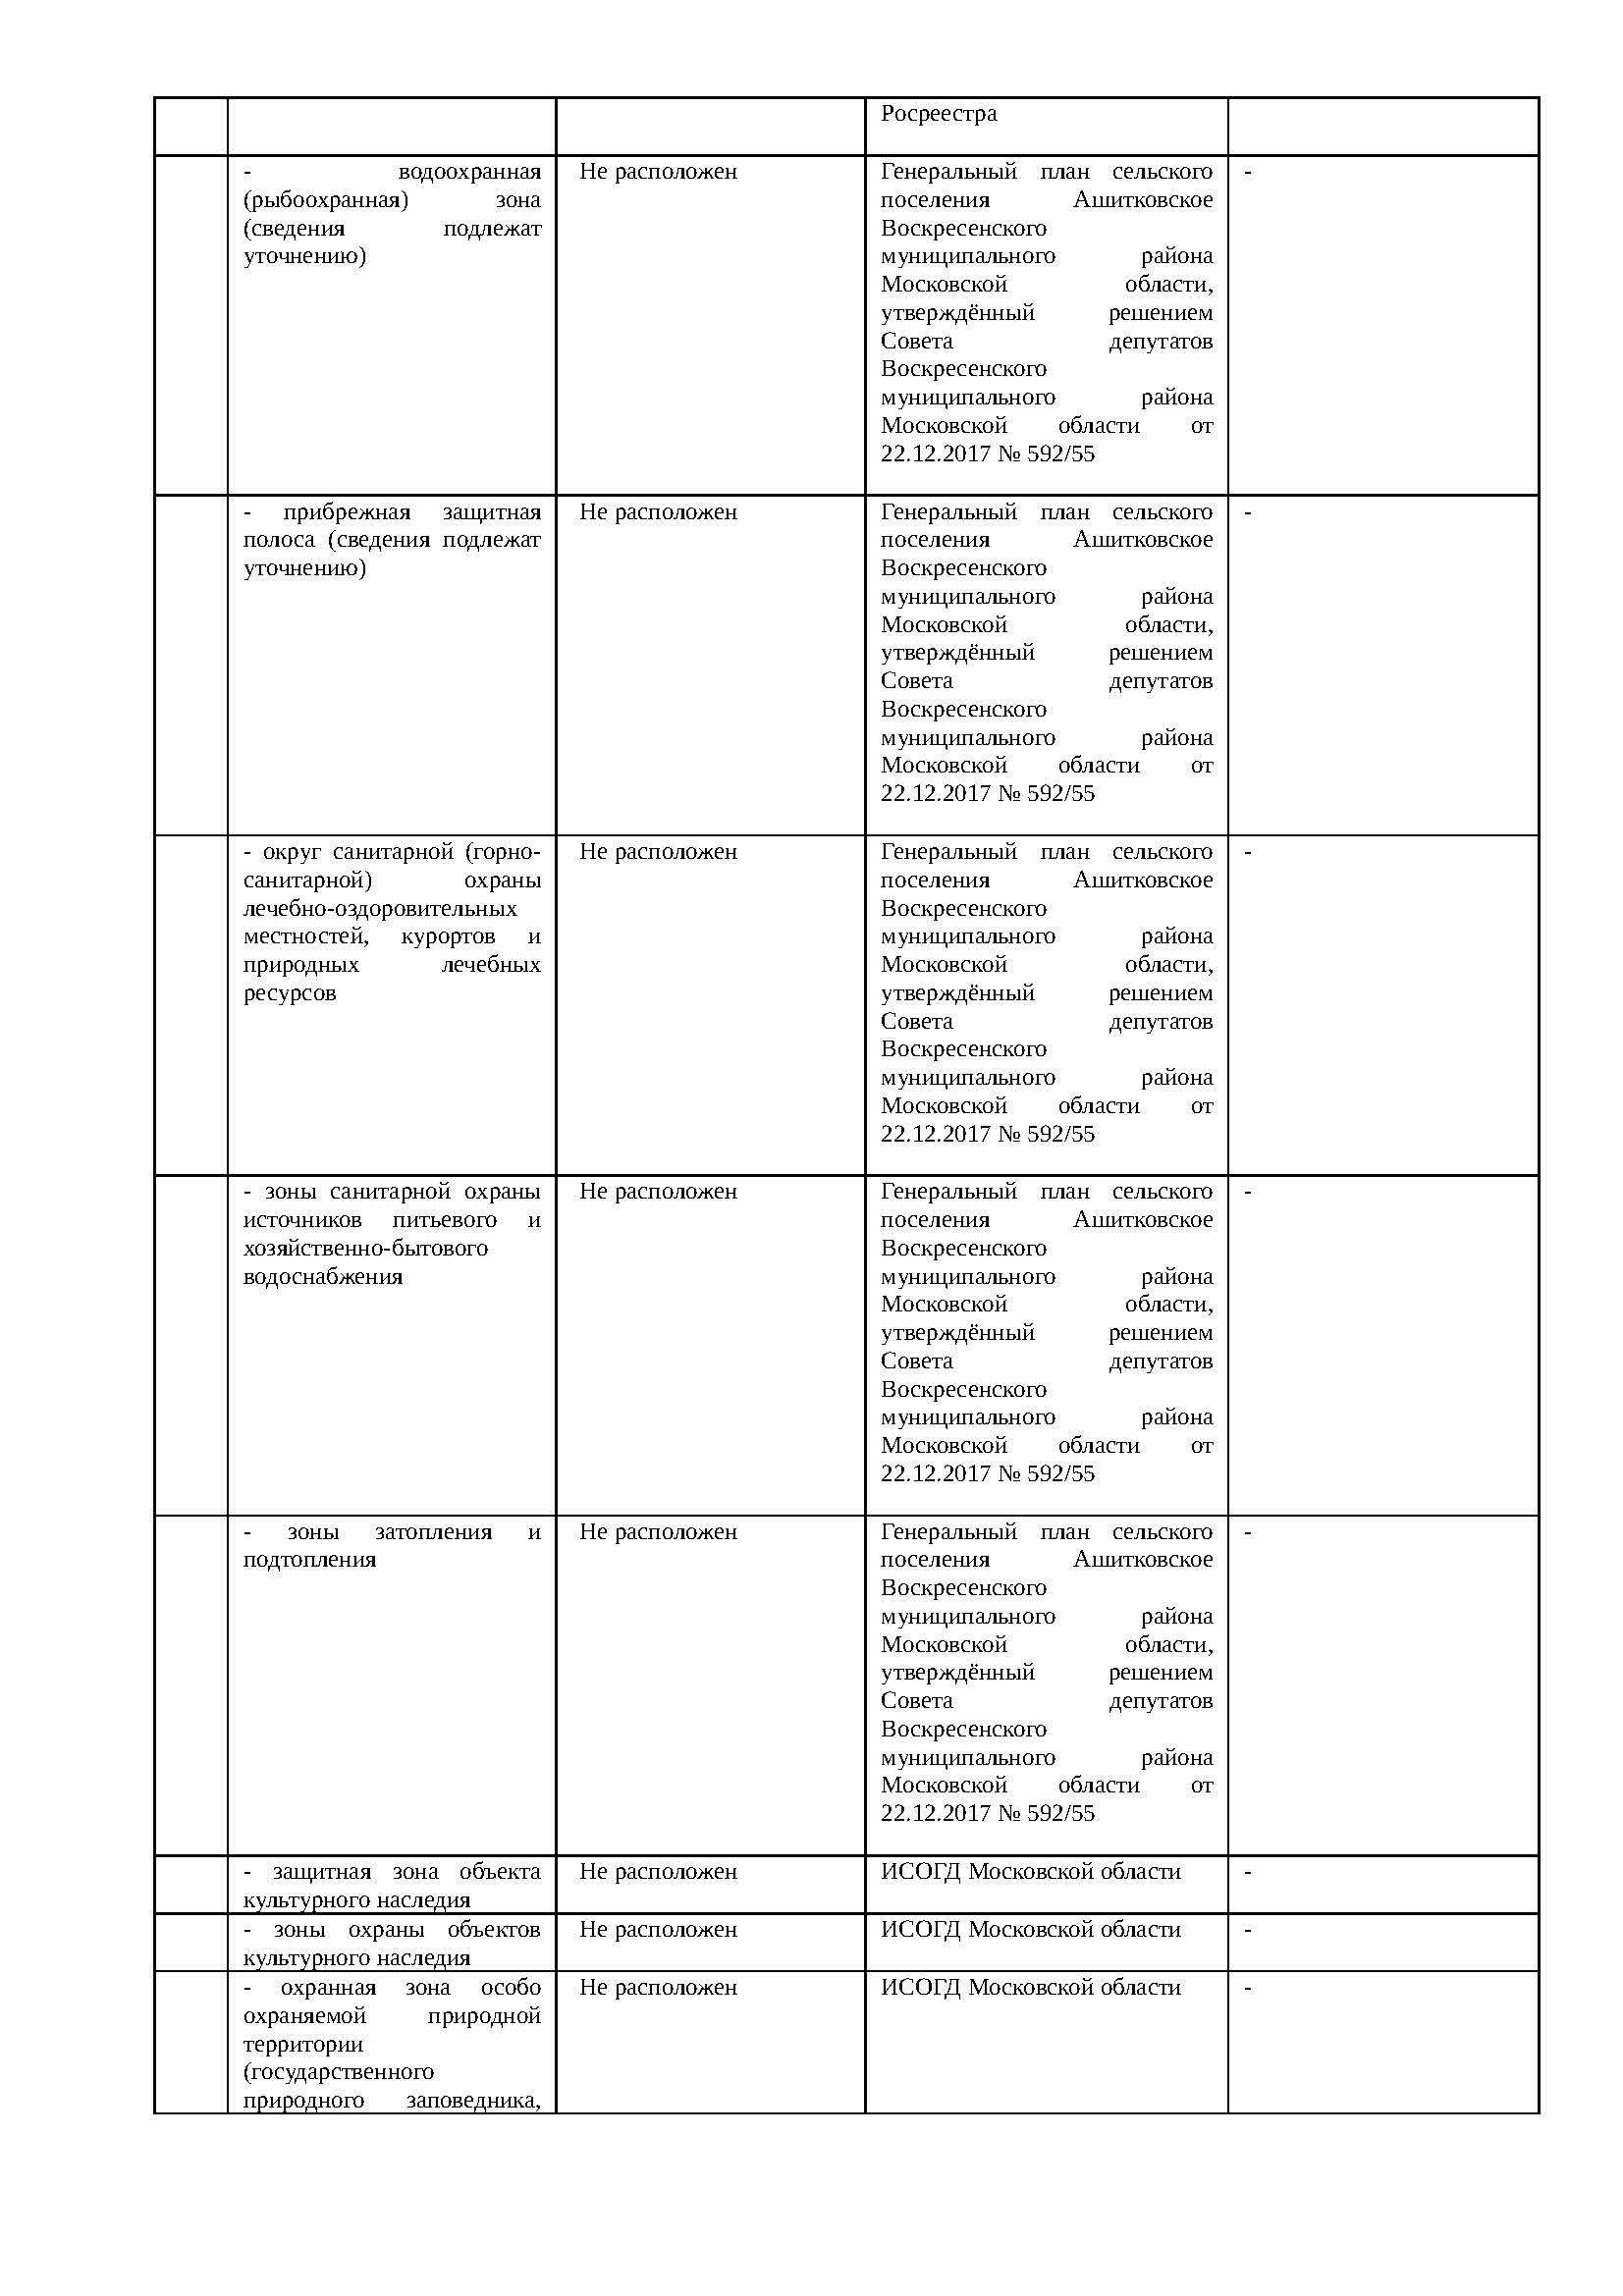 Росреестра
- водоохранная
(рыбоохранная) зона
(сведения подлежат
уточнению)
Не расположен
Генеральный план сельского
поселения Ашитковское
Воскресенского
муниципального района
Московской области,
утверждённый решением
Совета депутатов
Воскресенского
муниципального района
Московской области от
22.12.2017 № 592/55
-
- прибрежная защитная
полоса (сведения подлежат
уточнению)
Не расположен
Генеральный план сельского
поселения Ашитковское
Воскресенского
муниципального района
Московской области,
утверждённый решением
Совета депутатов
Воскресенского
муниципального района
Московской области от
22.12.2017 № 592/55
-
- округ санитарной (горно-
санитарной) охраны
лечебно-оздоровительных
местностей, курортов и
природных лечебных
ресурсов
Не расположен
Генеральный план сельского
поселения Ашитковское
Воскресенского
муниципального района
Московской области,
утверждённый решением
Совета депутатов
Воскресенского
муниципального района
Московской области от
22.12.2017 № 592/55
-
- зоны санитарной охраны
источников питьевого и
хозяйственно-бытового
водоснабжения
Не расположен
Генеральный план сельского
поселения Ашитковское
Воскресенского
муниципального района
Московской области,
утверждённый решением
Совета депутатов
Воскресенского
муниципального района
Московской области от
22.12.2017 № 592/55
-
- зоны затопления и
подтопления
Не расположен
Генеральный план сельского
поселения Ашитковское
Воскресенского
муниципального района
Московской области,
утверждённый решением
Совета депутатов
Воскресенского
муниципального района
Московской области от
22.12.2017 № 592/55
-
- защитная зона объекта
культурного наследия
Не расположен
ИСОГД Московской области
-
- зоны охраны объектов
культурного наследия
Не расположен
ИСОГД Московской области
-
- охранная зона особо
охраняемой природной
территории
(государственного
природного заповедника,
Не расположен
ИСОГД Московской области
-